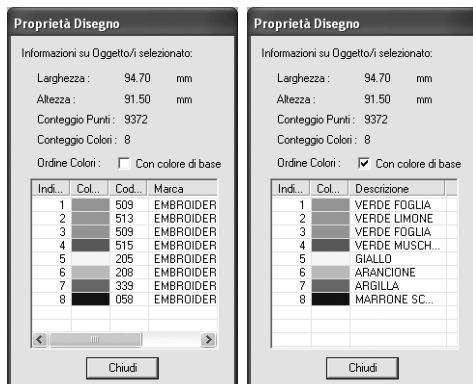 Proprietà Disegno
Informazioni su Oggetto/i selezionato:
Larghezza : 94.70 mm
Altezza : 91.50 mm
Conteggio Punti : 9372
Conteggio Colori : 8
Ordine Colori : Con colore di base
Indi... Col... Cod... Marca
1 509 EMBROIDER
2 513 EMBROIDER
3 509 EMBROIDER
4 515 EMBROIDER
5 205 EMBROIDER
6 208 EMBROIDER
7 339 EMBROIDER
8 058 EMBROIDER
Chiudi
Proprietà Disegno
Informazioni su Oggetto/i selezionato:
Larghezza : 94.70 mm
Altezza : 91.50 mm
Conteggio Punti : 9372
Conteggio Colori : 8
Ordine Colori : Con colore di base
Indi... Col... Descrizione
1 VERDE FOGLIA
2 VERDE LIMONE
3 VERDE FOGLIA
4 VERDE MUSCH...
5 GIALLO
6 ARANCIONE
7 ARGILLA
8 MARRONE SC...
Chiudi